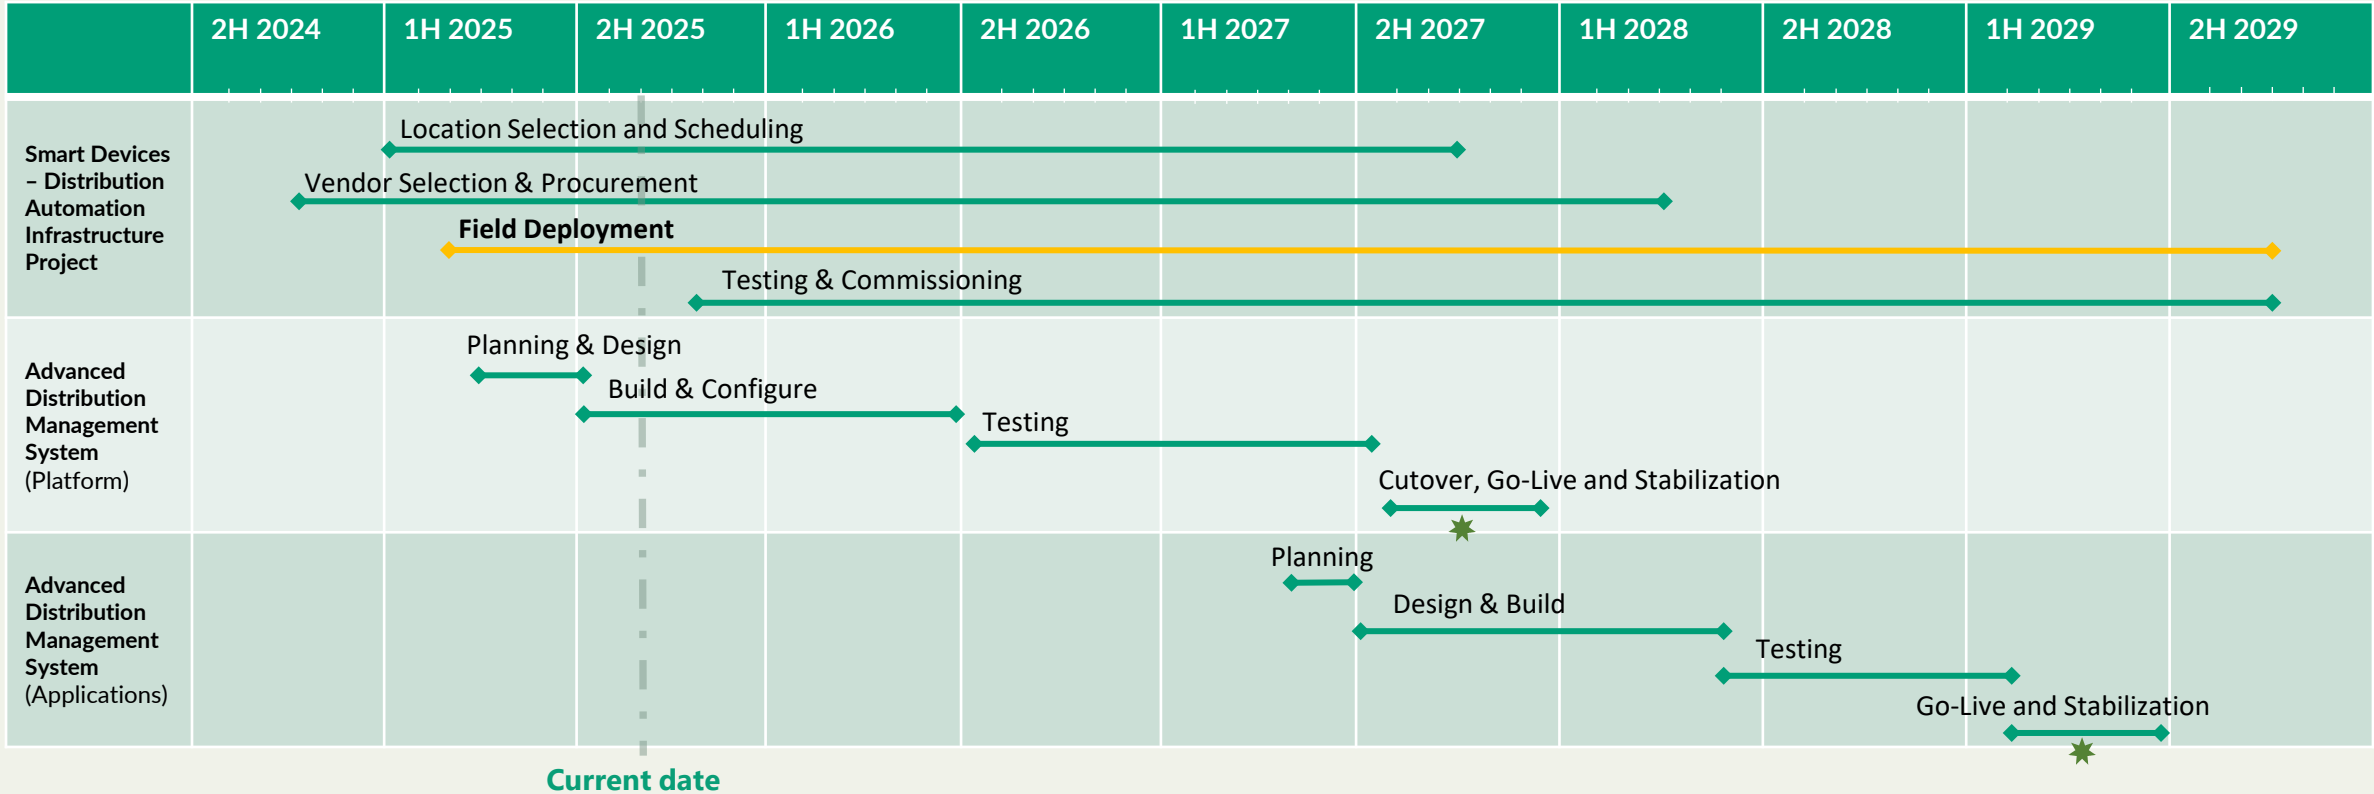 2H 2024 1H 2025 2H 2025 1H 2026 2H 2026 1H 2027 2H 2027 1H 2028 2H 2028 1H 2029 2H 2029
Smart Devices
– Distribution
Automation
Infrastructure
Project
Location Selection and Scheduling
Vendor Selection & Procurement
Field Deployment
Testing & Commissioning
Advanced
Distribution
Management
System
(Platform)
Planning & Design
Build & Configure
Testing
Cutover, Go-Live and Stabilization
Advanced
Distribution
Management
System
(Applications)
Planning
Design & Build
Testing
Go-Live and Stabilization
Current date